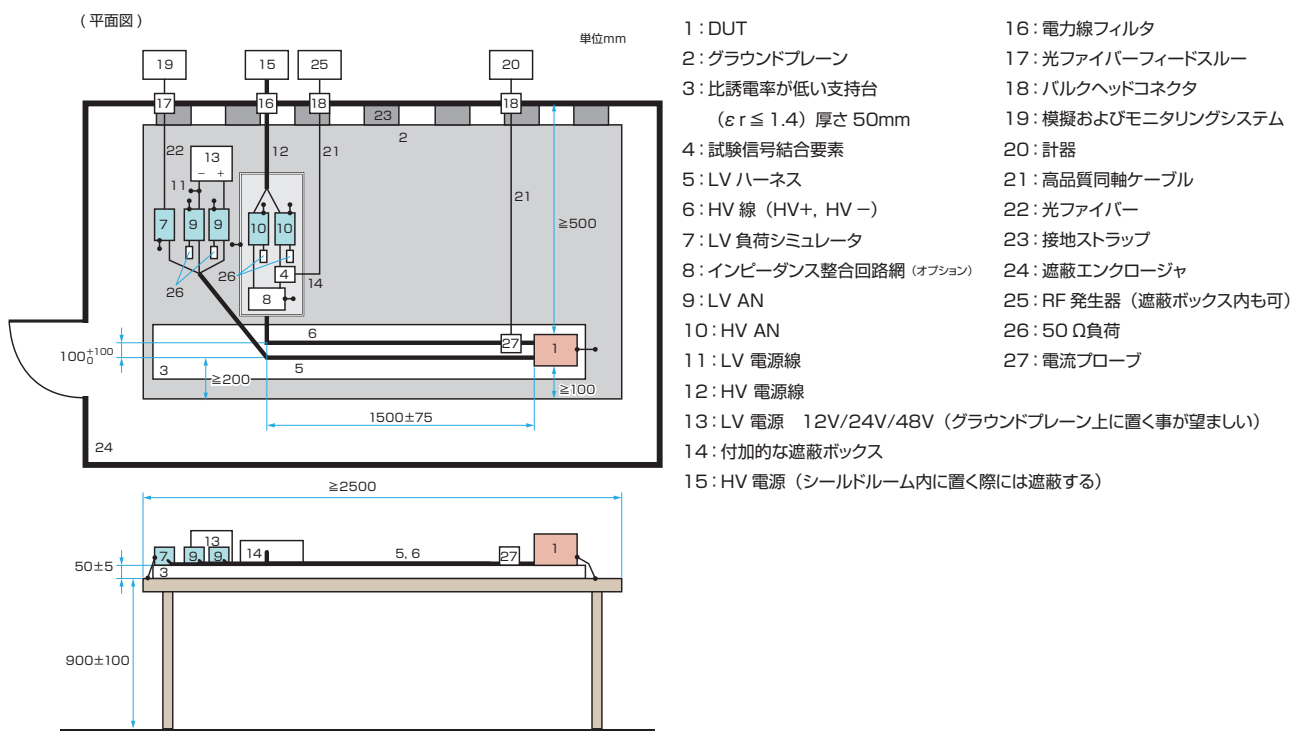 (平面図)
単位mm
19
15
25
20
17
16
18
18
23
2
22
13
− +
12
21
11
21
7
9
9
10
10
≧500
26
26
4
14
8
6
27
1
100 +100 0
3
≧200
5
≧100
1500±75
24
≧2500
13
7
9
9
14
5, 6
27
1
50±5
3
900±100
1：DUT
2：グラウンドプレーン
3：比誘電率が低い支持台
（εr≦1.4）厚さ 50mm
4：試験信号結合要素
5：LV ハーネス
6：HV 線（HV+, HV −）
7：LV 負荷シミュレータ
8：インピーダンス整合回路網（オプション）
9：LV AN
10：HV AN
11：LV 電源線
12：HV 電源線
13：LV 電源　12V/24V/48V（グラウンドプレーン上に置く事が望ましい）
14：付加的な遮蔽ボックス
15：HV 電源（シールドルーム内に置く際には遮蔽する）
16：電力線フィルタ
17：光ファイバーフィードスルー
18：バルクヘッドコネクタ
19：模擬およびモニタリングシステム
20：計器
21：高品質同軸ケーブル
22：光ファイバー
23：接地ストラップ
24：遮蔽エンクロージャ
25：RF 発生器（遮蔽ボックス内も可）
26：50 Ω負荷
27：電流プローブ